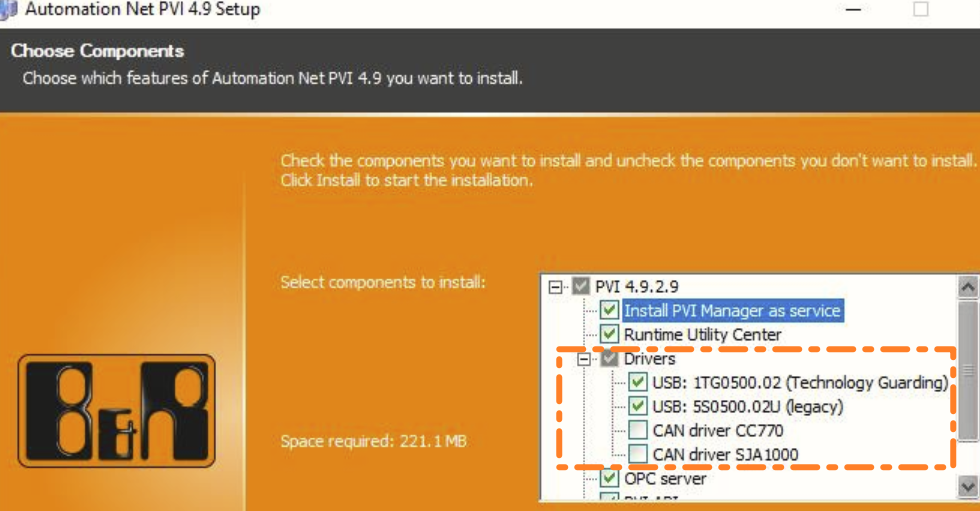 Automation Net PVI 4.9 Setup
Choose Components
Choose which features of Automation Net PVI 4.9 you want to install.
Check the components you want to install and uncheck the components you don't want to install.
Click Install to start the installation.
Select components to install:
PVI 4.9.2.9
Install PVI Manager as service
Runtime Utility Center
Drivers
USB: 1TG0500.02 (Technology Guarding)
USB: 5S0500.02U (legacy)
CAN driver CC770
CAN driver SJA1000
OPC server
B&R
Space required: 221.1 MB